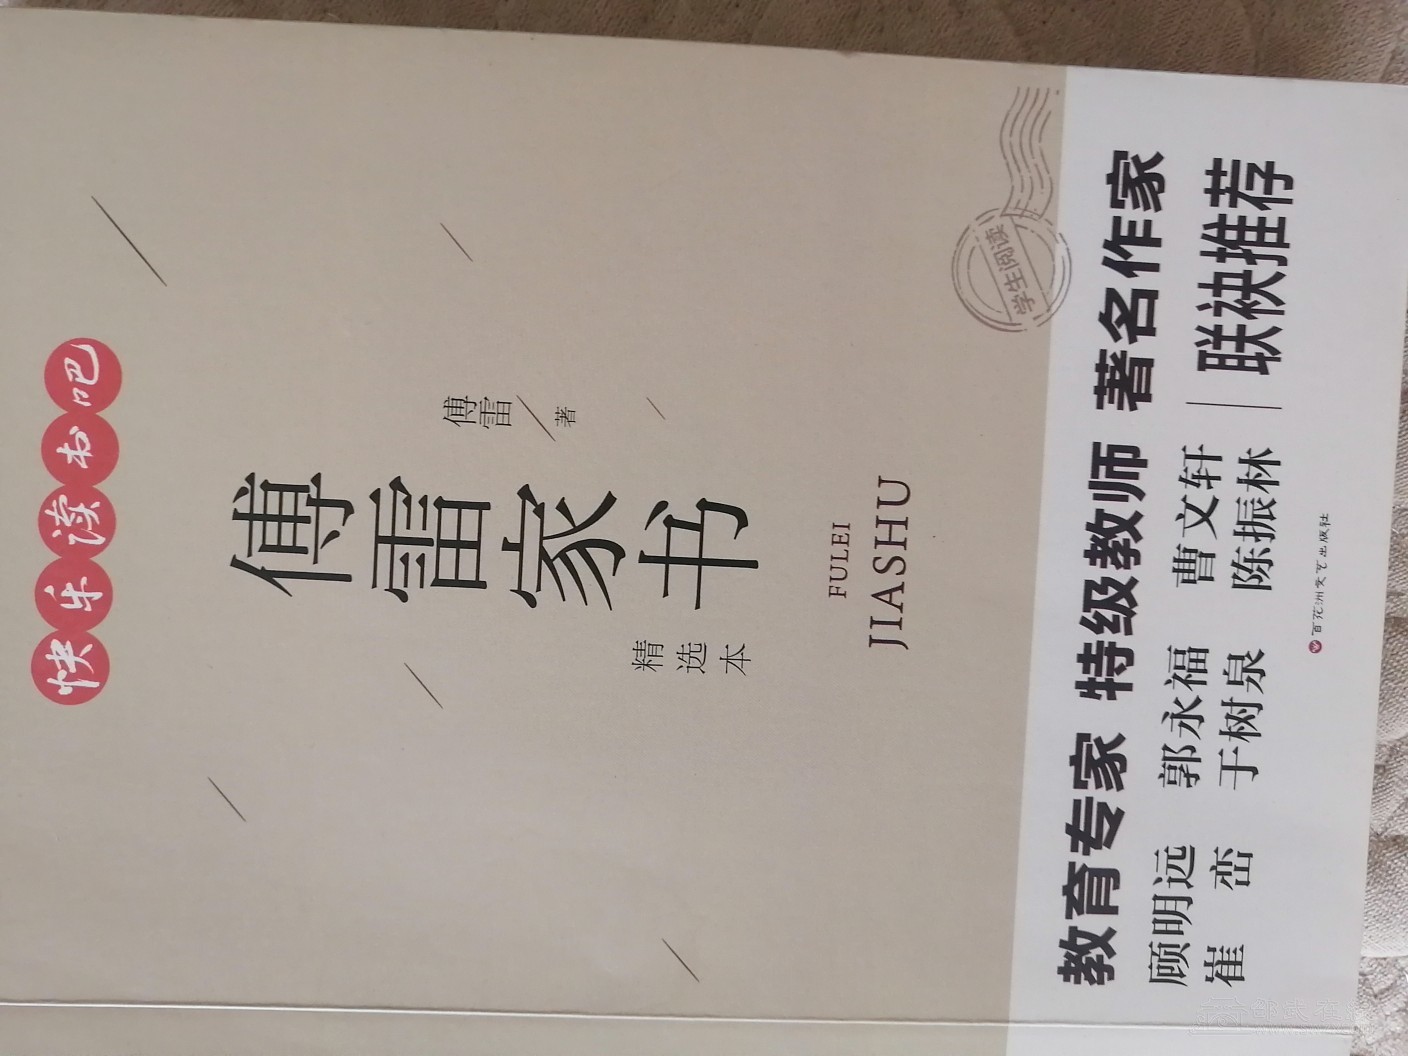 快乐读书吧
傅雷
著
傅雷家书
精选本
FULEI
JIASHU
学生阅读
教育专家 特级教师 著名作家
顾明远 郭永福 曹文轩
崔峦 于树泉 陈振林
联袂推荐
百花洲文艺出版社